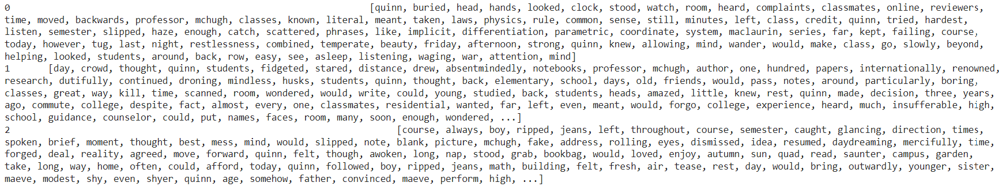 0 [quinn, buried, head, hands, looked, clock, stood, watch, room, heard, complaints, classmates, online, reviewers,
time, moved, backwards, professor, mchugh, classes, known, literal, meant, taken, laws, physics, rule, common, sense, still, minutes, left, class, credit, quinn, tried, hardest,
listen, semester, slipped, haze, enough, catch, scattered, phrases, like, implicit, differentiation, parametric, coordinate, system, maclaurin, series, far, kept, failing, course,
today, however, tug, last, night, restlessness, combined, temperate, beauty, friday, afternoon, strong, quinn, knew, allowing, mind, wander, would, make, class, go, slowly, beyond,
helping, looked, students, around, back, row, easy, see, asleep, listening, waging, war, attention, mind]
1 [day, crowd, thought, quinn, students, fidgeted, stared, distance, drew, absentmindedly, notebooks, professor, mchugh, author, one, hundred, papers, internationally, renowned,
research, dutifully, continued, droning, mindless, husks, students, quinn, thought, back, elementary, school, days, old, friends, would, pass, notes, around, particularly, boring,
classes, great, way, kill, time, scanned, room, wondered, would, write, could, young, studied, back, students, heads, amazed, little, knew, rest, quinn, made, decision, three, years,
ago, commute, college, despite, fact, almost, every, one, classmates, residential, wanted, far, left, even, meant, would, forgo, college, experience, heard, much, insufferable, high,
school, guidance, counselor, could, put, names, faces, room, many, soon, enough, wondered, ...]
2 [course, always, boy, ripped, jeans, left, throughout, course, semester, caught, glancing, direction, times,
spoken, brief, moment, thought, best, mess, mind, would, slipped, note, blank, picture, mchugh, fake, address, rolling, eyes, dismissed, idea, resumed, daydreaming, mercifully, time,
forged, deal, reality, agreed, move, forward, quinn, felt, though, awoken, long, nap, stood, grab, bookbag, would, loved, enjoy, autumn, sun, quad, read, saunter, campus, garden,
take, long, way, home, often, could, afford, today, quinn, followed, boy, ripped, jeans, math, building, felt, fresh, air, tease, rest, day, would, bring, outwardly, younger, sister,
maeve, modest, shy, even, shyer, quinn, age, somehow, father, convinced, maeve, perform, high, ...]